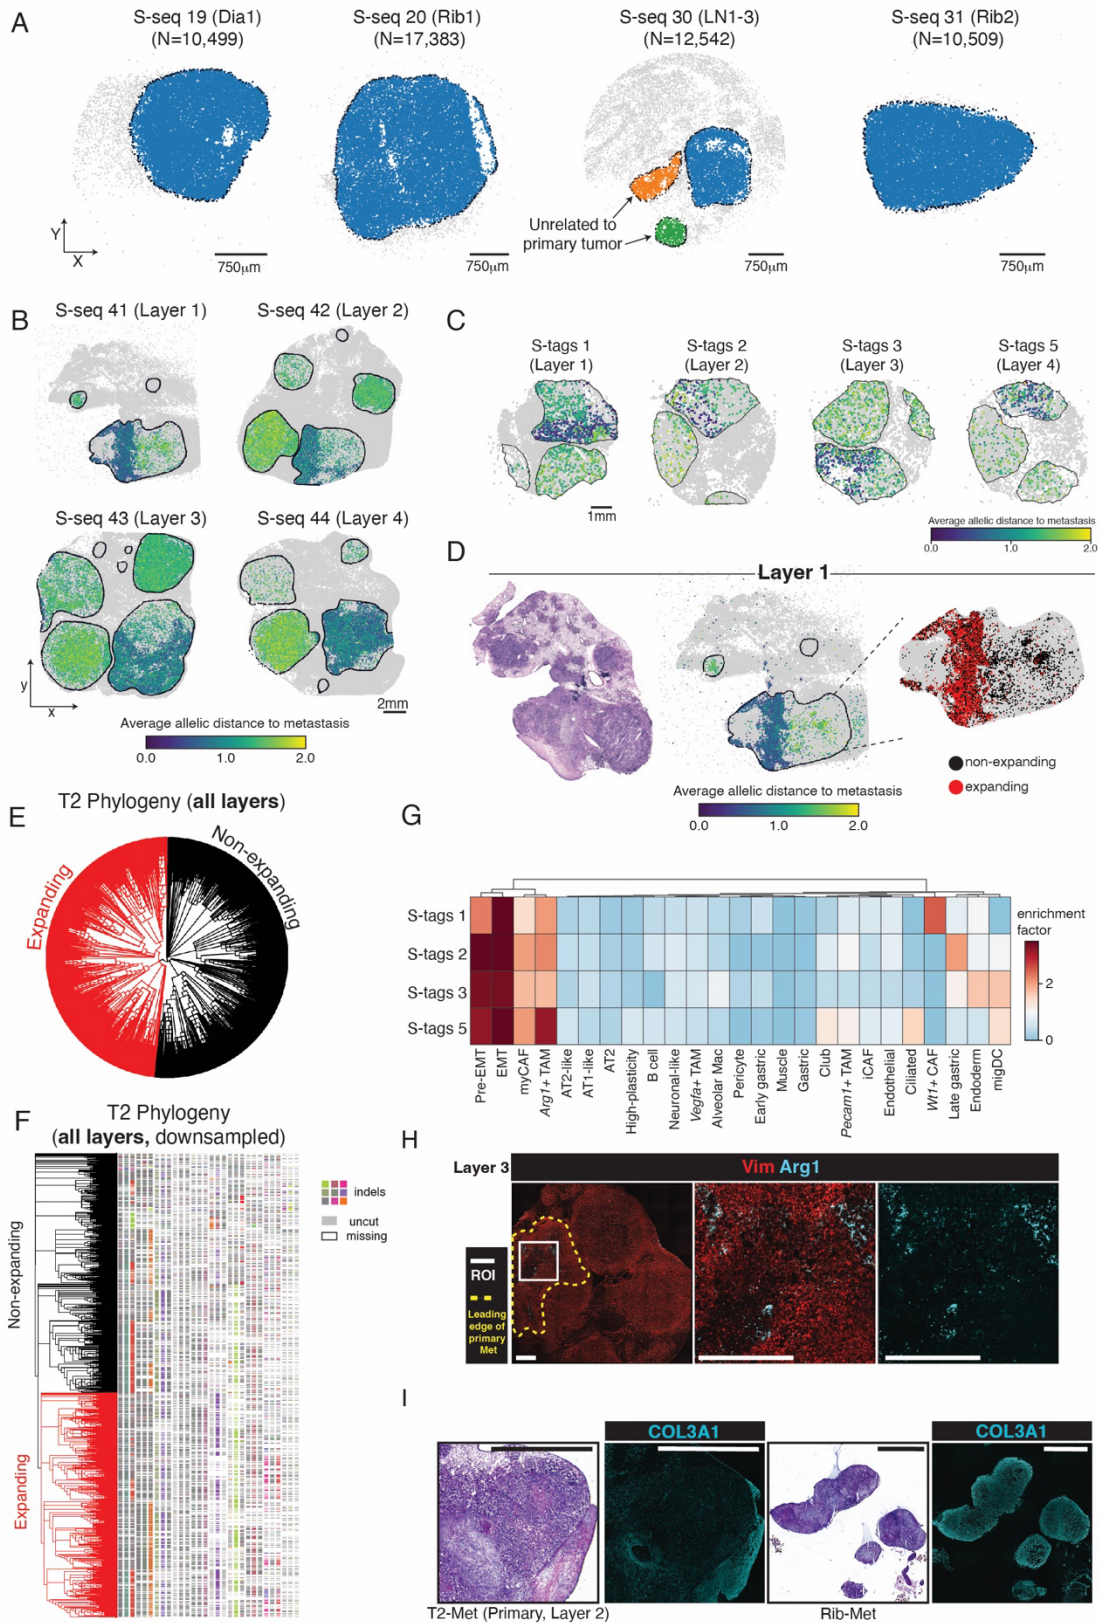 A
S-seq 19 (Dia1)
(N=10,499)
S-seq 20 (Rib1)
(N=17,383)
S-seq 30 (LN1-3)
(N=12,542)
S-seq 31 (Rib2)
(N=10,509)
Unrelated to
primary tumor
Y
X
750μm
750μm
750μm
750μm
B
S-seq 41 (Layer 1)
S-seq 42 (Layer 2)
S-seq 43 (Layer 3)
S-seq 44 (Layer 4)
y
x
2mm
Average allelic distance to metastasis
0.0
1.0
2.0
C
S-tags 1
(Layer 1)
S-tags 2
(Layer 2)
S-tags 3
(Layer 3)
S-tags 5
(Layer 4)
1mm
Average allelic distance to metastasis
0.0
1.0
2.0
D
Layer 1
non-expanding
expanding
Average allelic distance to metastasis
0.0
1.0
2.0
E
T2 Phylogeny (all layers)
Expanding
Non-expanding
F
T2 Phylogeny
(all layers, downsampled)
Non-expanding
Expanding
indels
uncut
missing
G
S-tags 1
S-tags 2
S-tags 3
S-tags 5
enrichment
factor
2
0
Pre-EMT
EMT
myCAF
Arg1+ TAM
AT2-like
AT1-like
AT2
High-plasticity
B cell
Neuronal-like
Vegfa+ TAM
Alveolar Mac
Pericyte
Early gastric
Muscle
Gastric
Club
Pecam1+ TAM
iCAF
Endothelial
Ciliated
Wt1+ CAF
Late gastric
Endoderm
migDC
H
Layer 3
Vim Arg1
ROI
Leading
edge of
primary
Met
I
COL3A1
COL3A1
T2-Met (Primary, Layer 2)
Rib-Met